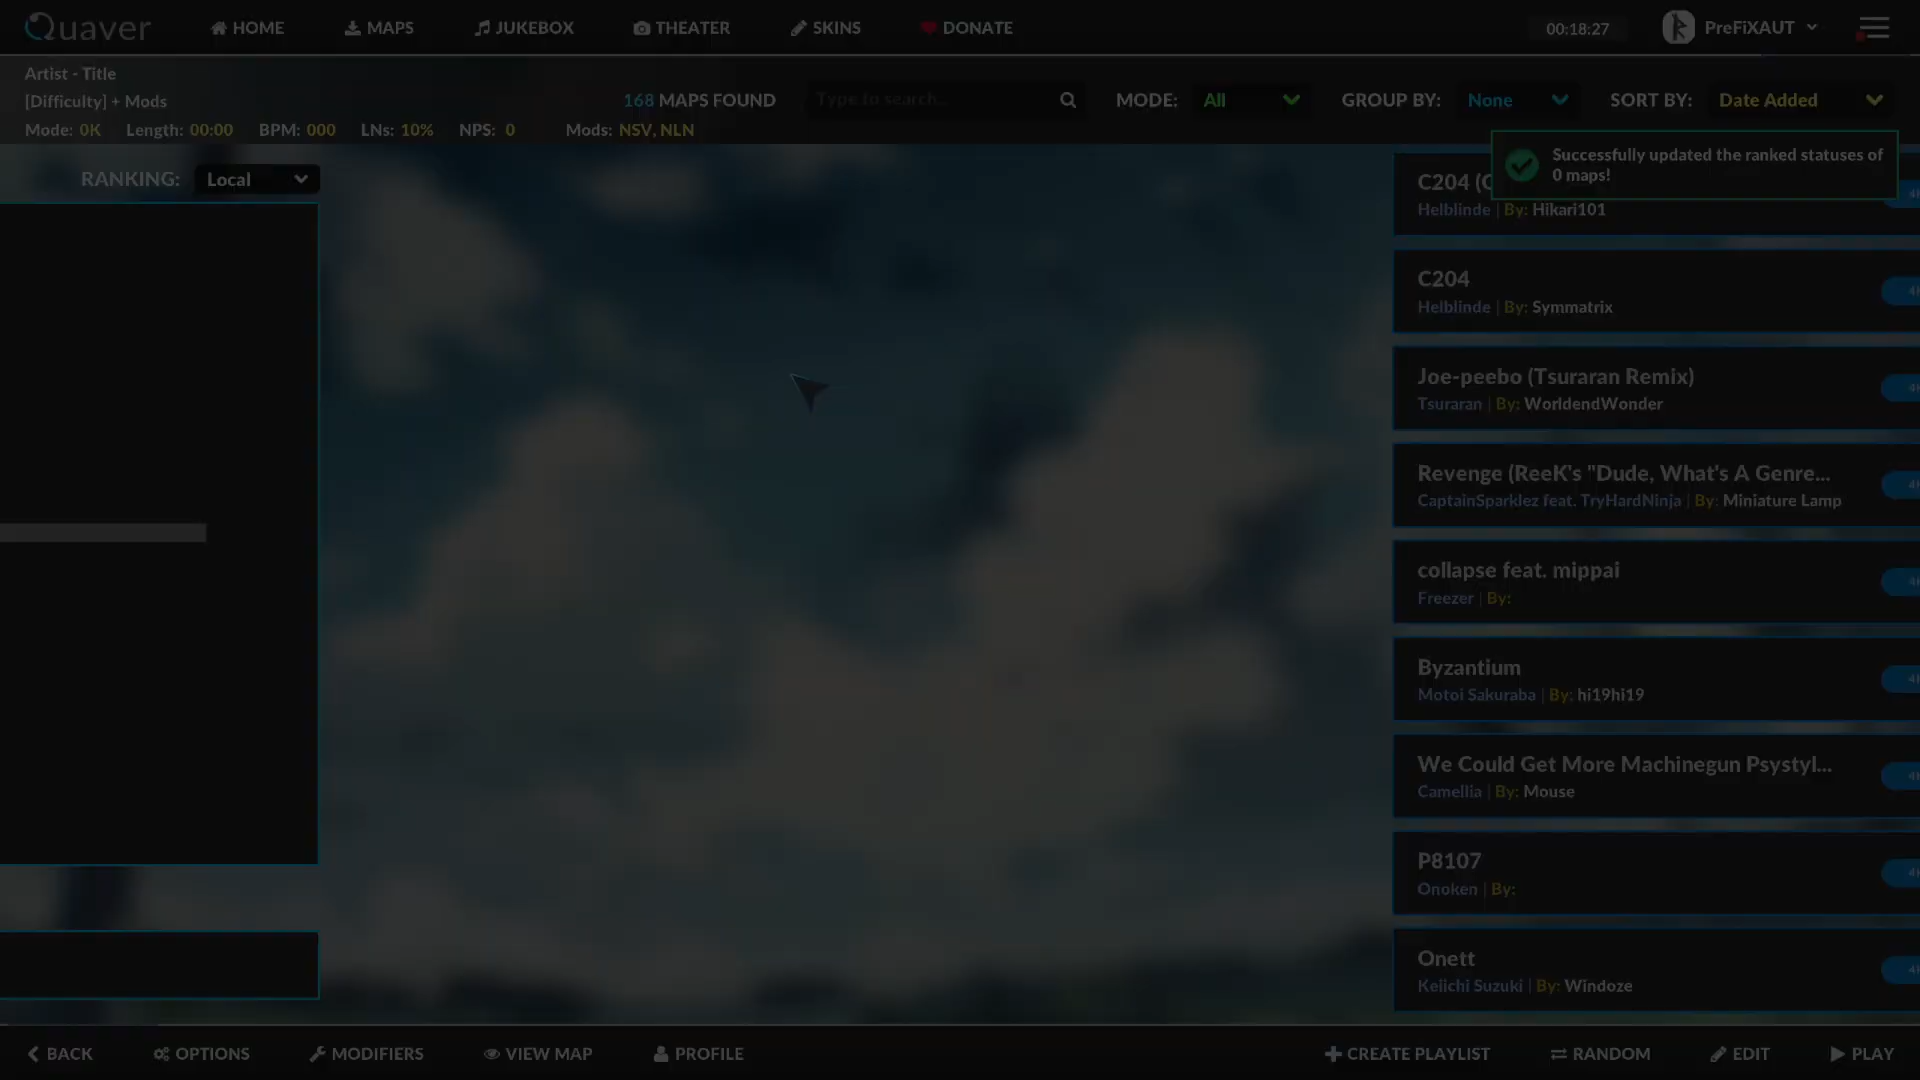 Quaver
HOME
MAPS
JUKEBOX
THEATER
SKINS
DONATE
00:18:27
PreFiXAUT
Artist - Title
[Difficulty] + Mods
Mode: 0K Length: 00:00 BPM: 000 LNs: 10% NPS: 0 Mods: NSV, NLN
168 MAPS FOUND
Type to search...
MODE: All
GROUP BY: None
SORT BY: Date Added
Successfully updated the ranked statuses of
0 maps!
RANKING: Local
C204
Helblinde | By: Hikari101
C204
Helblinde | By: Symmatrix
Joe-peebo (Tsuraran Remix)
Tsuraran | By: WorldendWonder
Revenge (ReeK's "Dude, What's A Genre...
CaptainSparklez feat. TryHardNinja | By: Miniature Lamp
collapse feat. mippai
Freezer | By:
Byzantium
Motoi Sakuraba | By: hi19hi19
We Could Get More Machinegun Psystyl...
Camellia | By: Mouse
P8107
Onoken | By:
Onett
Keiichi Suzuki | By: Windoze
BACK
OPTIONS
MODIFIERS
VIEW MAP
PROFILE
CREATE PLAYLIST
RANDOM
EDIT
PLAY